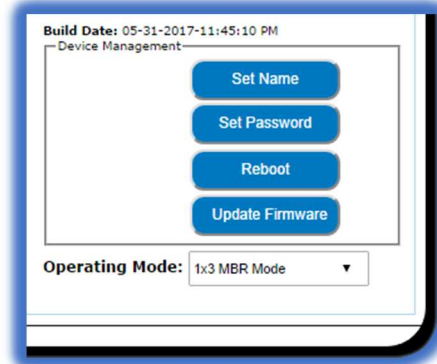 Build Date: 05-31-2017-11:45:10 PM
Device Management
Set Name
Set Password
Reboot
Update Firmware
Operating Mode: 1x3 MBR Mode